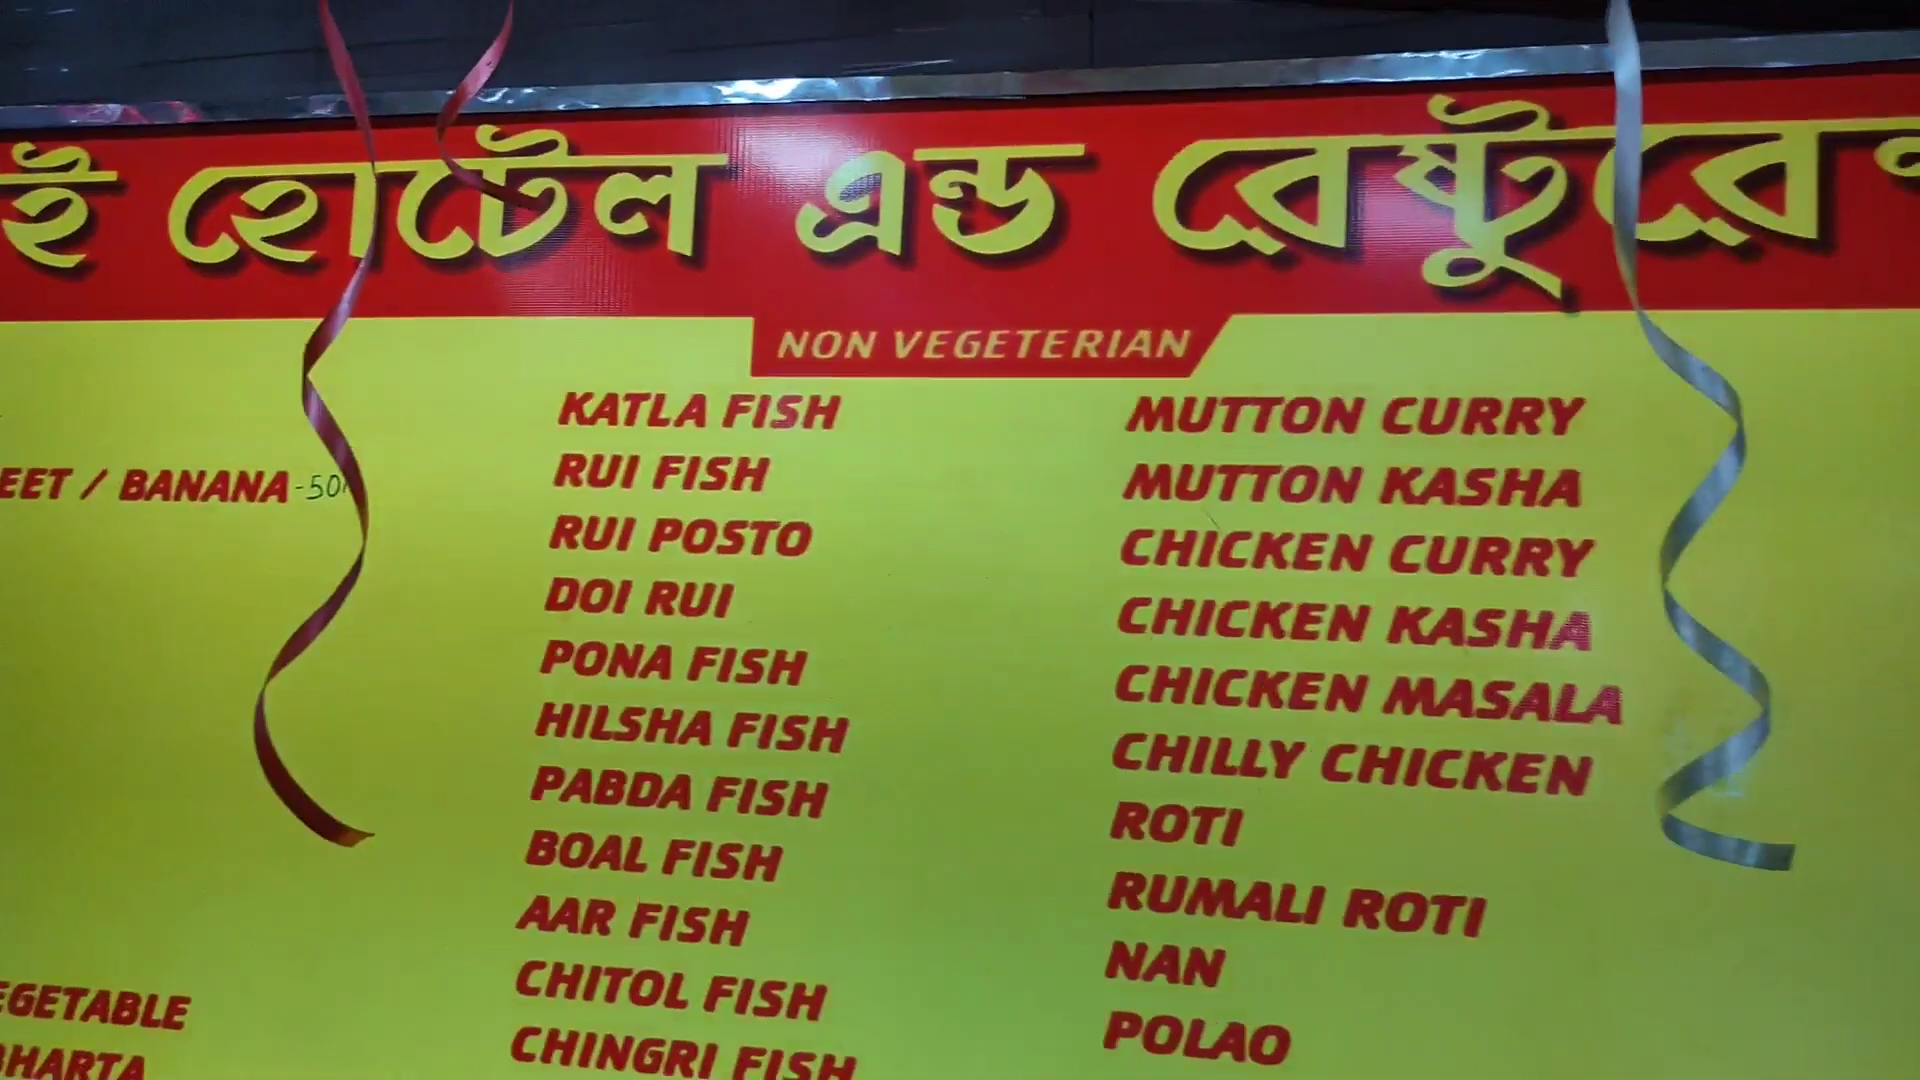 ই হোটেল এন্ড রেষ্টুরে
NON VEGETERIAN
EET / BANANA -50
EGETABLE
BHARTA
KATLA FISH
RUI FISH
RUI POSTO
DOI RUI
PONA FISH
HILSHA FISH
PABDA FISH
BOAL FISH
AAR FISH
CHITOL FISH
CHINGRI FISH
MUTTON CURRY
MUTTON KASHA
CHICKEN CURRY
CHICKEN KASHA
CHICKEN MASALA
CHILLY CHICKEN
ROTI
RUMALI ROTI
NAN
POLAO